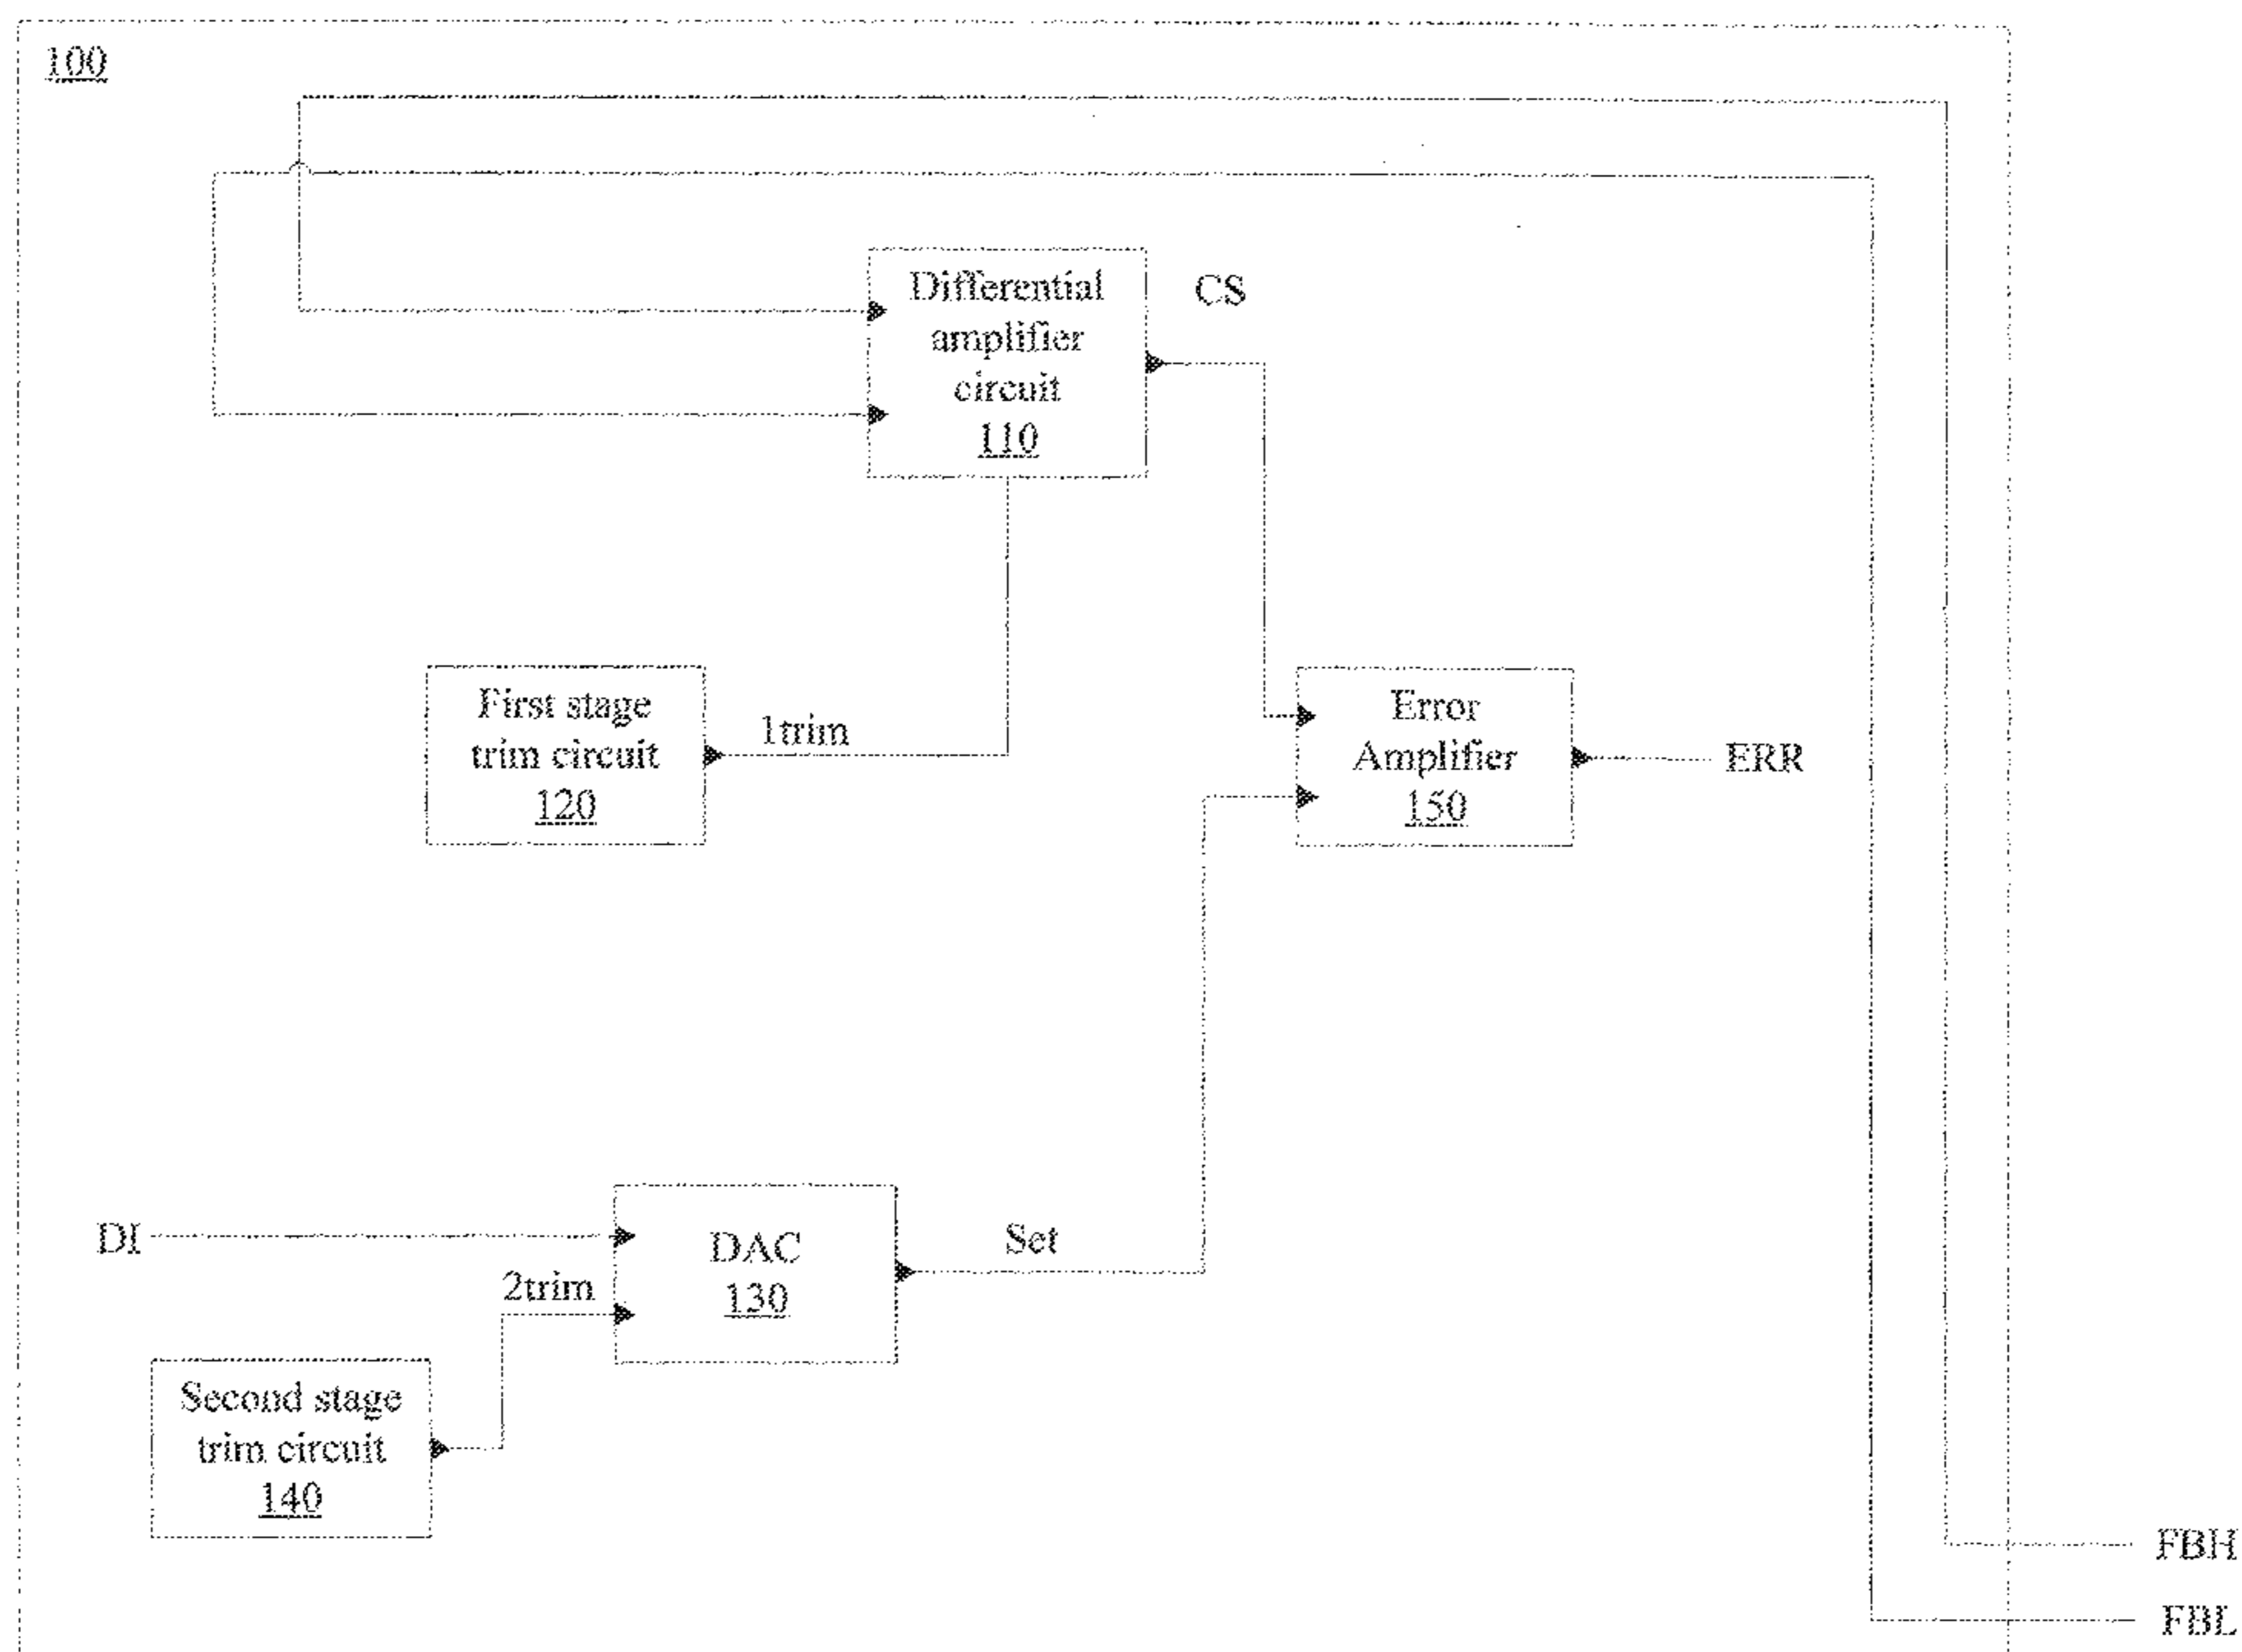 100
Differential
amplifier
circuit
110
CS
First stage
trim circuit
120
1trim
Error
Amplifier
150
ERR
DI
2trim
DAC
130
Set
Second stage
trim circuit
140
FBH
FBL